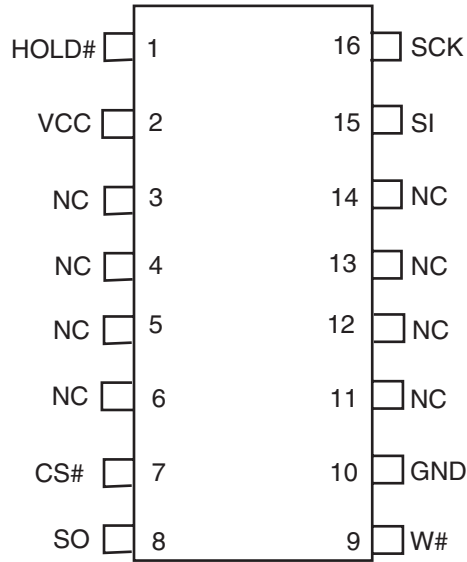 HOLD# 1 16 SCK
VCC 2 15 SI
NC 3 14 NC
NC 4 13 NC
NC 5 12 NC
NC 6 11 NC
CS# 7 10 GND
SO 8 9 W#